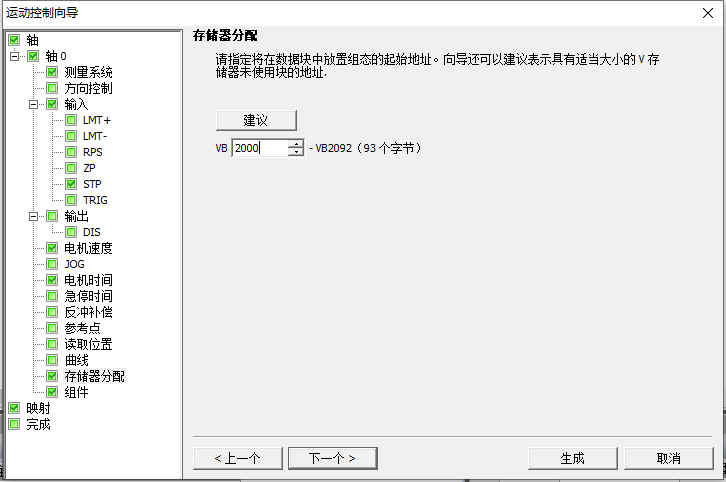 运动控制向导
轴
轴 0
测量系统
方向控制
输入
LMT+
LMT-
RPS
ZP
STP
TRIG
输出
DIS
电机速度
JOG
电机时间
急停时间
反冲补偿
参考点
读取位置
曲线
存储器分配
组件
映射
完成
存储器分配
请指定将在数据块中放置组态的起始地址。向导还可以建议表示具有适当大小的 V 存
储器未使用块的地址.
建议
VB 2000 - VB2092（93 个字节）
< 上一个 下一个 > 生成 取消